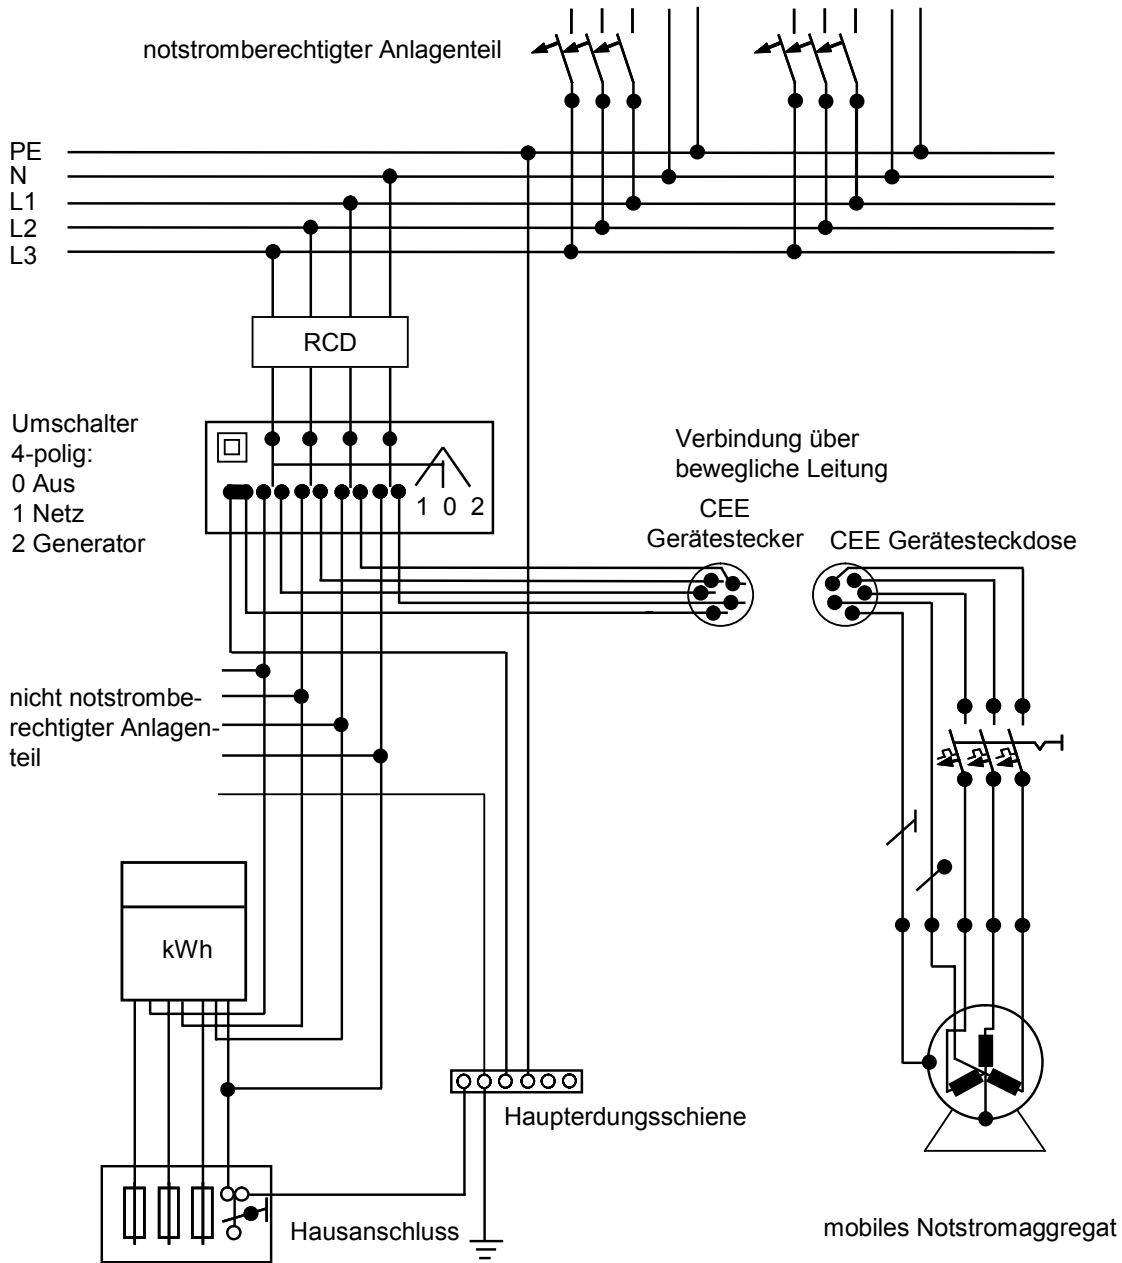 notstromberechtigter Anlagenteil
PE
N
L1
L2
L3
RCD
Umschalter
4-polig:
0 Aus
1 Netz
2 Generator
1 0 2
Verbindung über
bewegliche Leitung
CEE
Gerätestecker
CEE Gerätesteckdose
nicht notstrombe-
rechtigter Anlagen-
teil
kWh
Haupterdungsschiene
Hausanschluss
mobiles Notstromaggregat